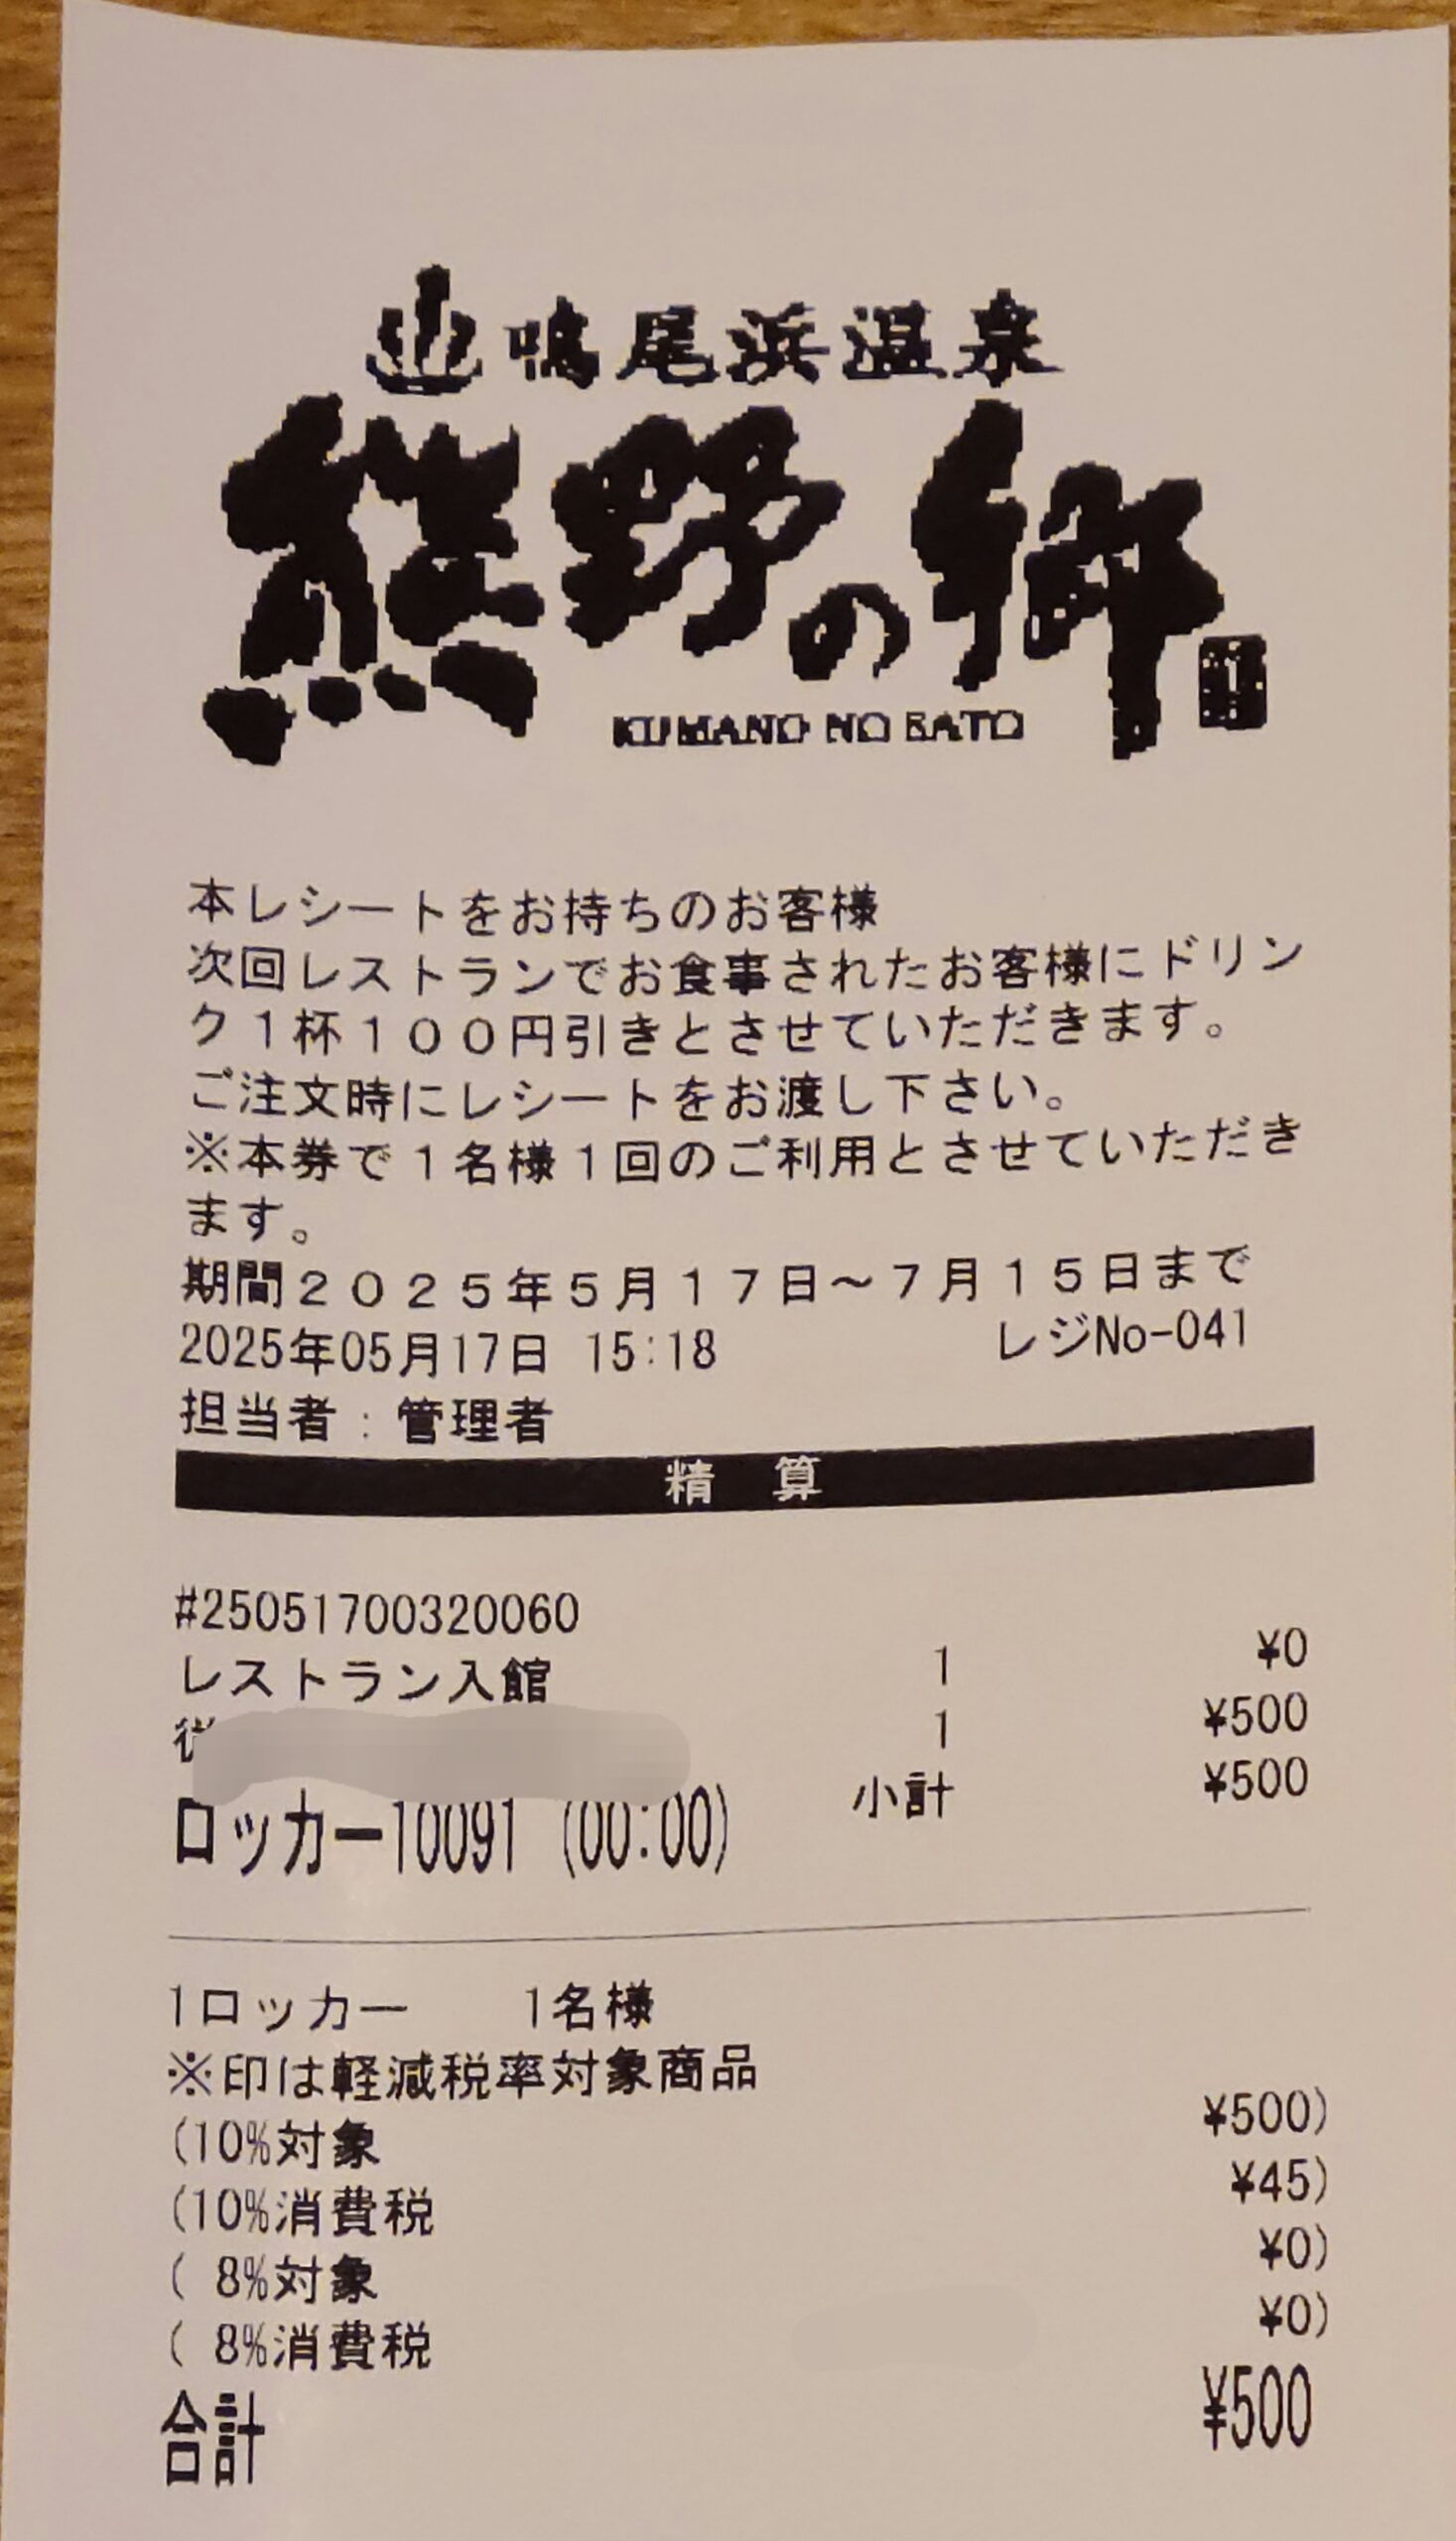 鳴尾浜温泉
熊野の郷
KUMANO NO SATO
本レシートをお持ちのお客様
次回レストランでお食事されたお客様にドリン
ク1杯100円引きとさせていただきます。
ご注文時にレシートをお渡し下さい。
※本券で1名様1回のご利用とさせていただき
ます。
期間2025年5月17日～7月15日まで
2025年05月17日 15:18 レジNo-041
担当者:管理者
精 算
#25051700320060
レストラン入館 1 ¥0
1 ¥500
小計 ¥500
ロッカー10091 (00:00)
1ロッカー 1名様
※印は軽減税率対象商品
(10%対象 ¥500)
(10%消費税 ¥45)
( 8%対象 ¥0)
( 8%消費税 ¥0)
合計 ¥500